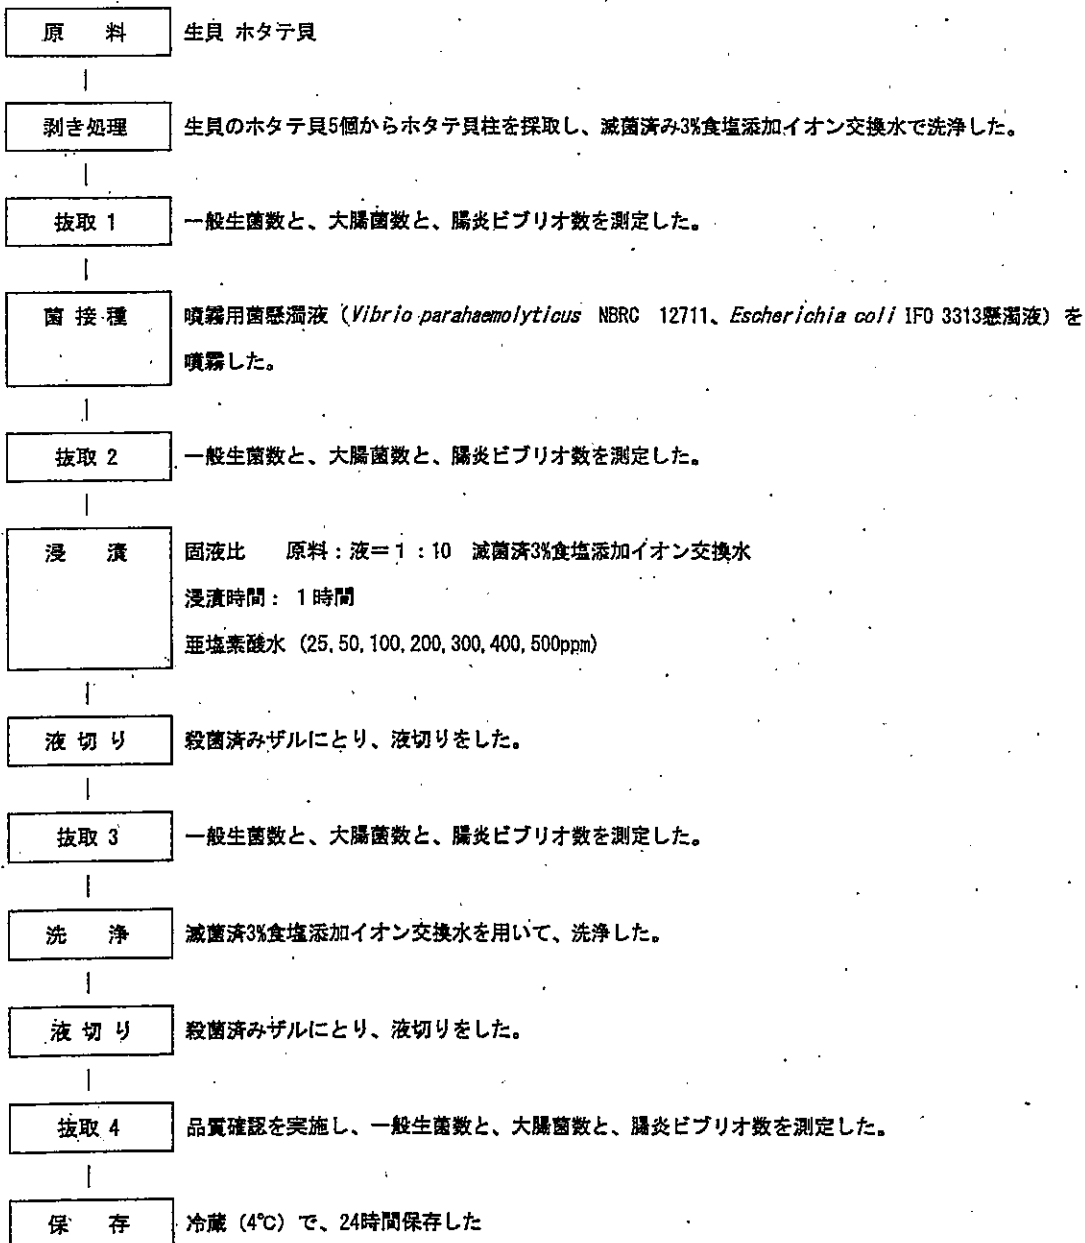 原　料　生貝 ホタテ貝
剥き処理　生貝のホタテ貝5個からホタテ貝柱を採取し、滅菌済み3%食塩添加イオン交換水で洗浄した。
抜取 1　一般生菌数と、大腸菌数と、腸炎ビブリオ数を測定した。
菌 接 種　噴霧用菌懸濁液（Vibrio parahaemolyticus NBRC 12711、Escherichia coli IFO 3313懸濁液）を
噴霧した。
抜取 2　一般生菌数と、大腸菌数と、腸炎ビブリオ数を測定した。
浸　漬　固液比　原料：液＝1：10　滅菌済3%食塩添加イオン交換水
浸漬時間： 1時間
亜塩素酸水 (25,50,100,200,300,400,500ppm)
液 切 り　殺菌済みザルにとり、液切りをした。
抜取 3　一般生菌数と、大腸菌数と、腸炎ビブリオ数を測定した。
洗　浄　滅菌済3%食塩添加イオン交換水を用いて、洗浄した。
液 切 り　殺菌済みザルにとり、液切りをした。
抜取 4　品質確認を実施し、一般生菌数と、大腸菌数と、腸炎ビブリオ数を測定した。
保　存　冷蔵 (4℃) で、24時間保存した